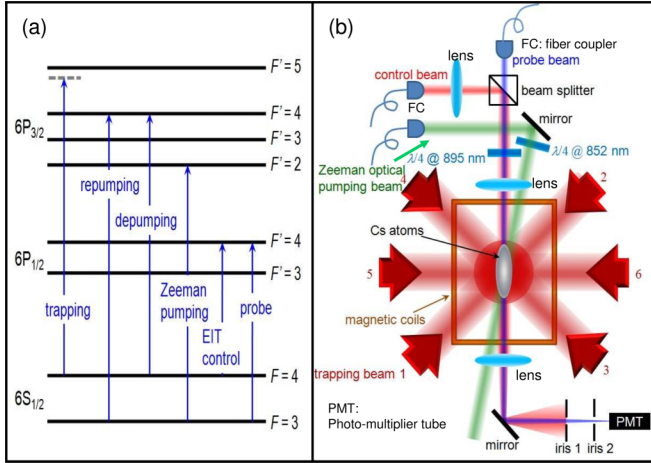 (a)
F' = 5
6P3/2
F' = 4
F' = 3
F' = 2
repumping
depumping
6P1/2
F' = 4
F' = 3
trapping
Zeeman
pumping
EIT
control
probe
6S1/2
F = 4
F = 3
(b)
FC: fiber coupler
probe beam
lens
control beam
beam splitter
FC
mirror
Zeeman optical
pumping beam
λ/4 @ 895 nm
λ/4 @ 852 nm
4
2
lens
Cs atoms
5
6
magnetic coils
trapping beam 1
3
lens
PMT:
Photo-multiplier tube
mirror
iris 1
iris 2
PMT